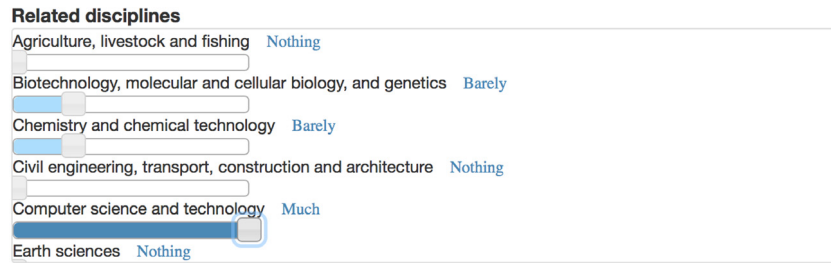 Related disciplines
Agriculture, livestock and fishing Nothing
Biotechnology, molecular and cellular biology, and genetics Barely
Chemistry and chemical technology Barely
Civil engineering, transport, construction and architecture Nothing
Computer science and technology Much
Earth sciences Nothing